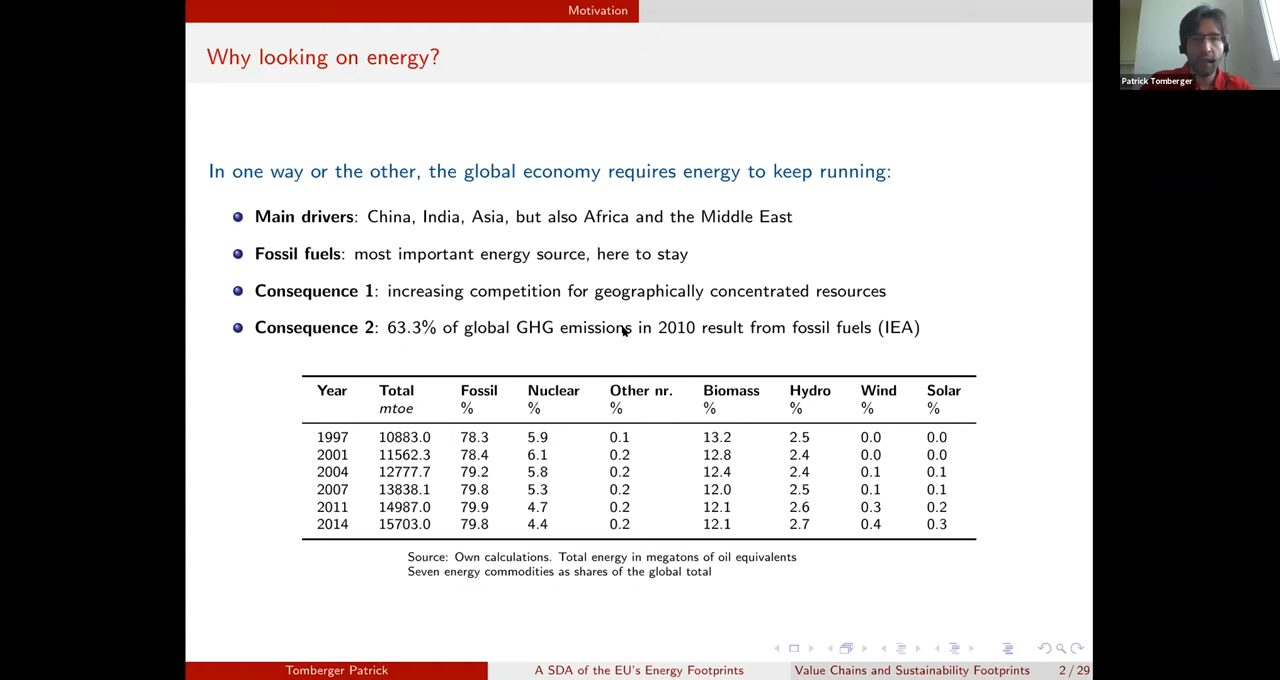 Motivation
Why looking on energy?
Patrick Tomberger
In one way or the other, the global economy requires energy to keep running:
Main drivers: China, India, Asia, but also Africa and the Middle East
Fossil fuels: most important energy source, here to stay
Consequence 1: increasing competition for geographically concentrated resources
Consequence 2: 63.3% of global GHG emissions in 2010 result from fossil fuels (IEA)
Year Total Fossil Nuclear Other nr. Biomass Hydro Wind Solar
mtoe % % % % % % %
1997 10883.0 78.3 5.9 0.1 13.2 2.5 0.0 0.0
2001 11562.3 78.4 6.1 0.2 12.8 2.4 0.0 0.0
2004 12777.7 79.2 5.8 0.2 12.4 2.4 0.1 0.1
2007 13838.1 79.8 5.3 0.2 12.0 2.5 0.1 0.1
2011 14987.0 79.9 4.7 0.2 12.1 2.6 0.3 0.2
2014 15703.0 79.8 4.4 0.2 12.1 2.7 0.4 0.3
Source: Own calculations. Total energy in megatons of oil equivalents
Seven energy commodities as shares of the global total
Tomberger Patrick A SDA of the EU's Energy Footprints Value Chains and Sustainability Footprints 2 / 29